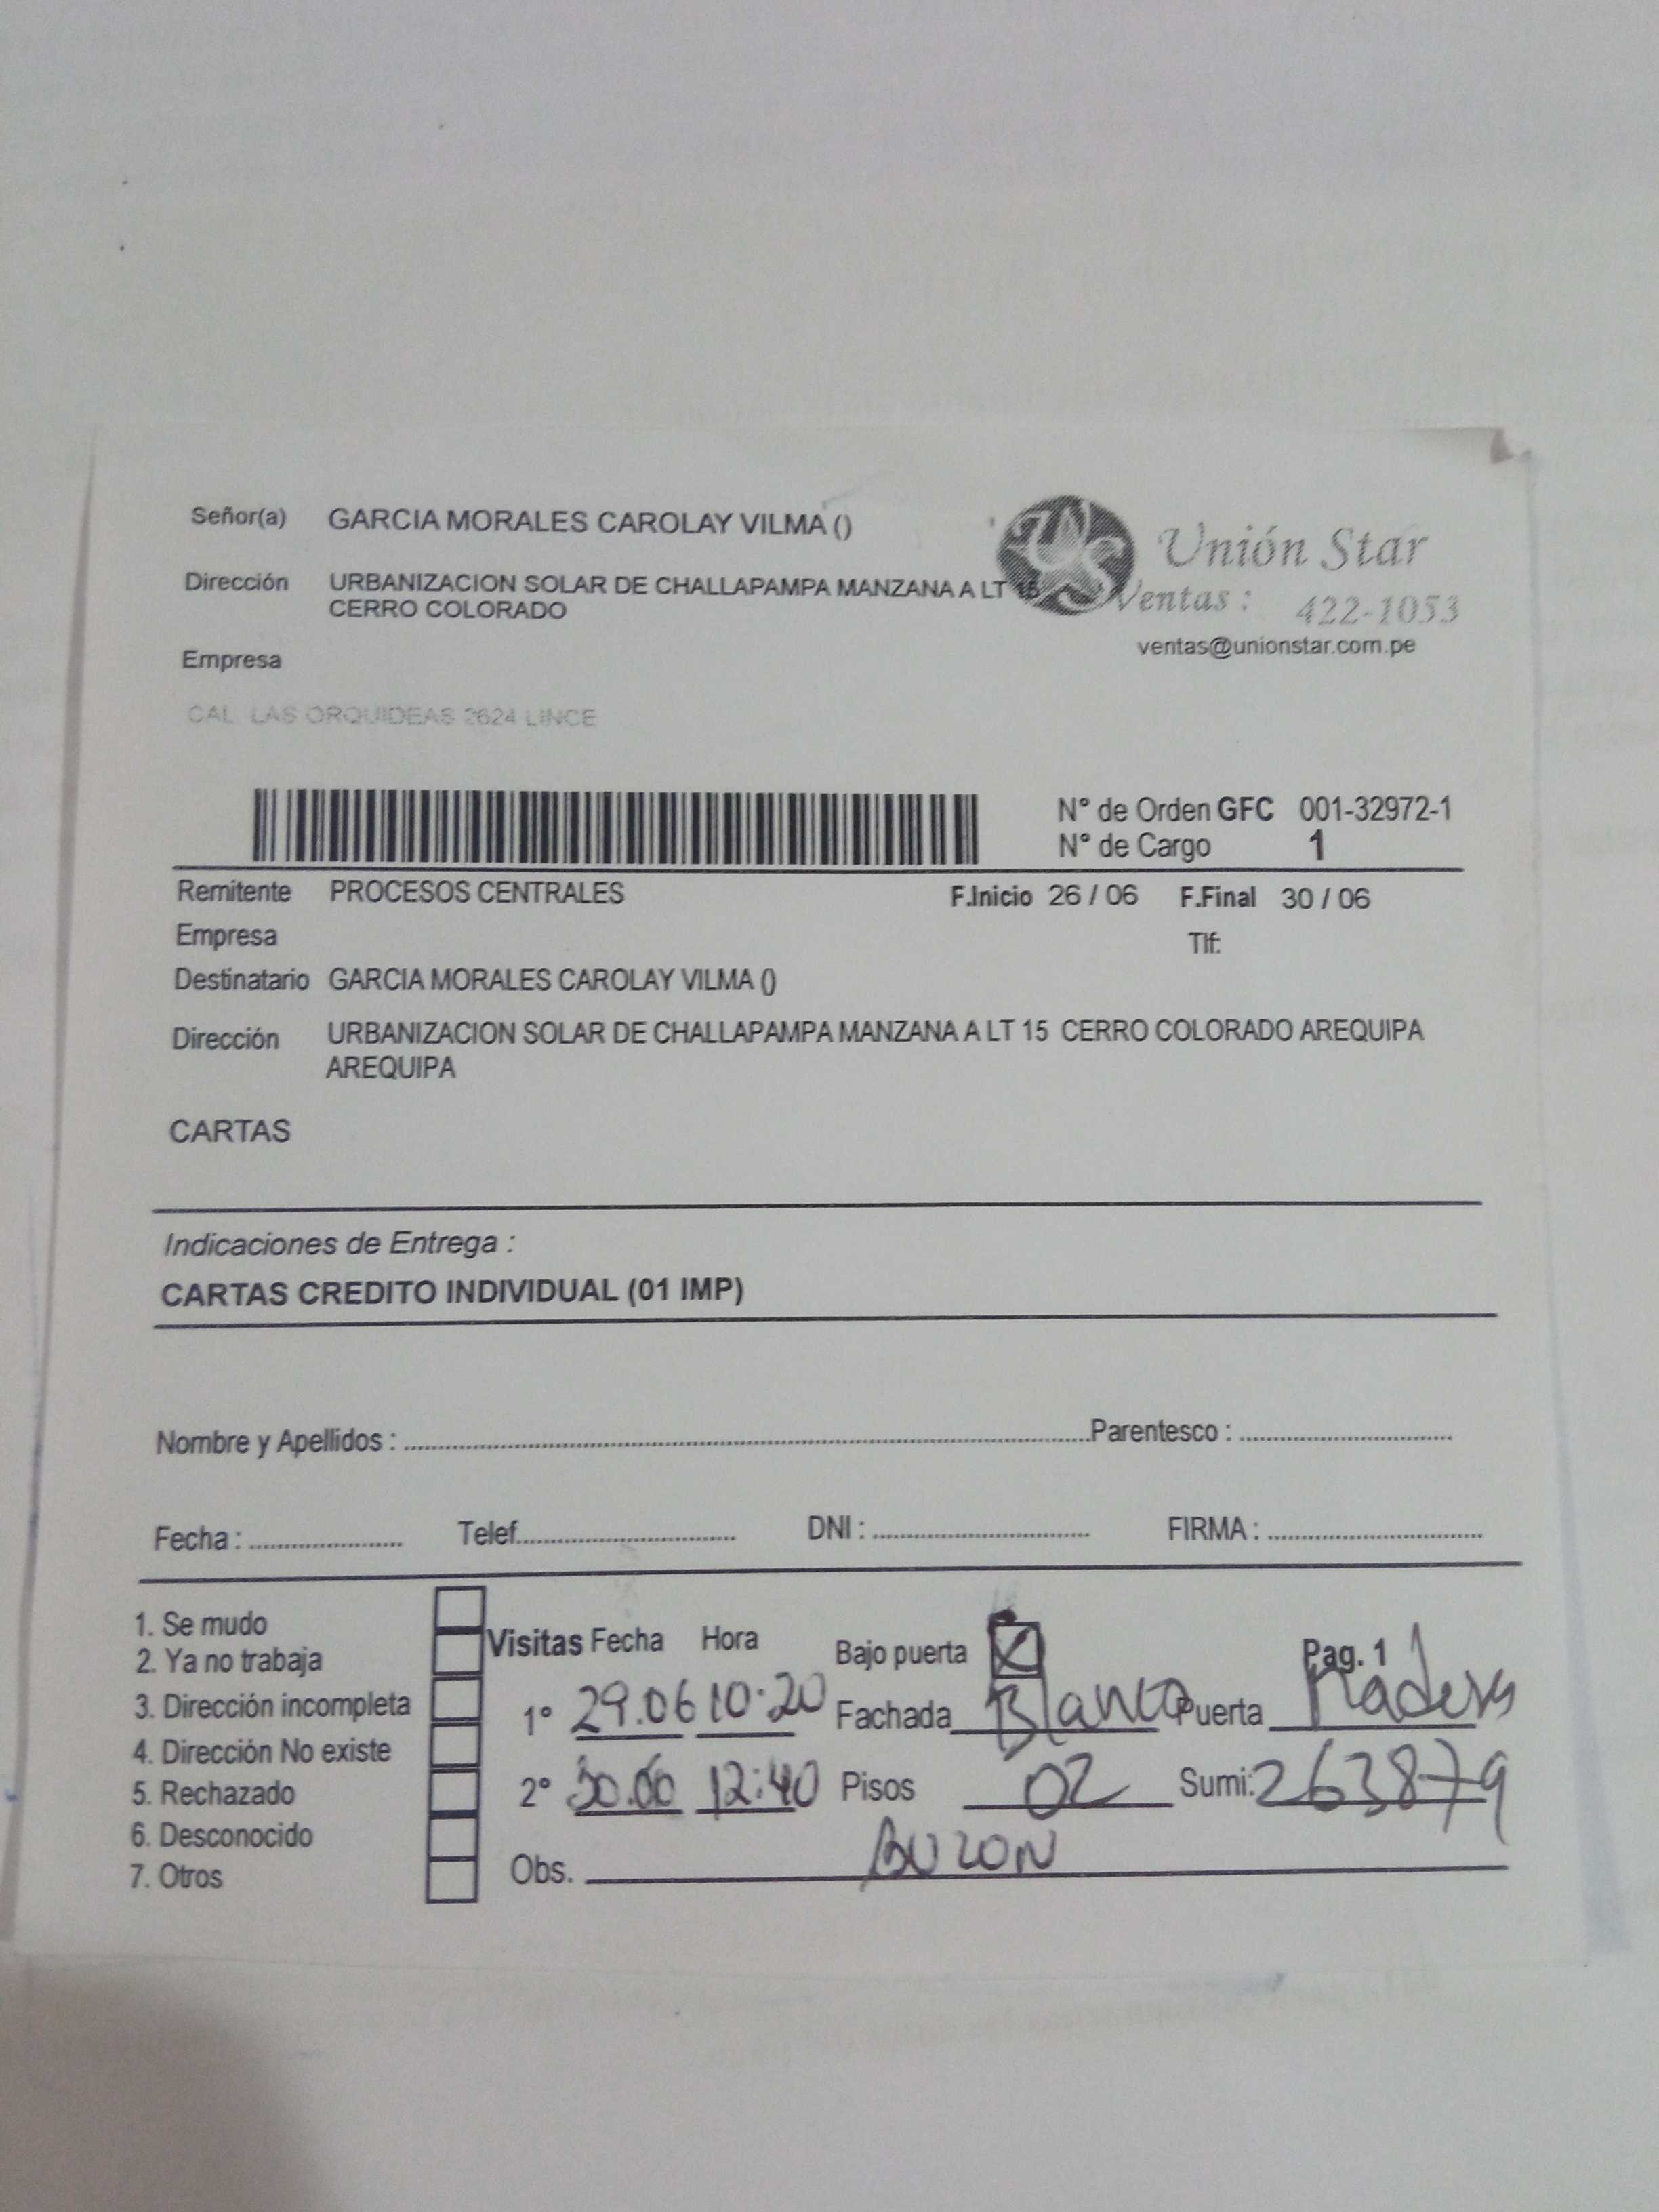 Señor(a) GARCIA MORALES CAROLAY VILMA ()
Unión Star
Dirección URBANIZACION SOLAR DE CHALLAPAMPA MANZANA A LT 15
CERRO COLORADO
Ventas : 422-1053
ventas@unionstar.com.pe
Empresa
CAL LAS ORQUIDEAS 2624 LINCE
N° de Orden GFC 001-32972-1
N° de Cargo 1
Remitente PROCESOS CENTRALES F.Inicio 26 / 06 F.Final 30 / 06
Empresa Tlf:
Destinatario GARCIA MORALES CAROLAY VILMA ()
Dirección URBANIZACION SOLAR DE CHALLAPAMPA MANZANA A LT 15 CERRO COLORADO AREQUIPA
AREQUIPA
CARTAS
Indicaciones de Entrega :
CARTAS CREDITO INDIVIDUAL (01 IMP)
Nombre y Apellidos : Parentesco :
Fecha : Telef. DNI : FIRMA :
1. Se mudo
2. Ya no trabaja
3. Dirección incompleta
4. Dirección No existe
5. Rechazado
6. Desconocido
7. Otros
Visitas Fecha Hora Bajo puerta Pag. 1
1° 29.06 10:20 Fachada Blanco Puerta Madera
2° 30.06 12:40 Pisos 02 Sumi: 263879
Obs. BUZON